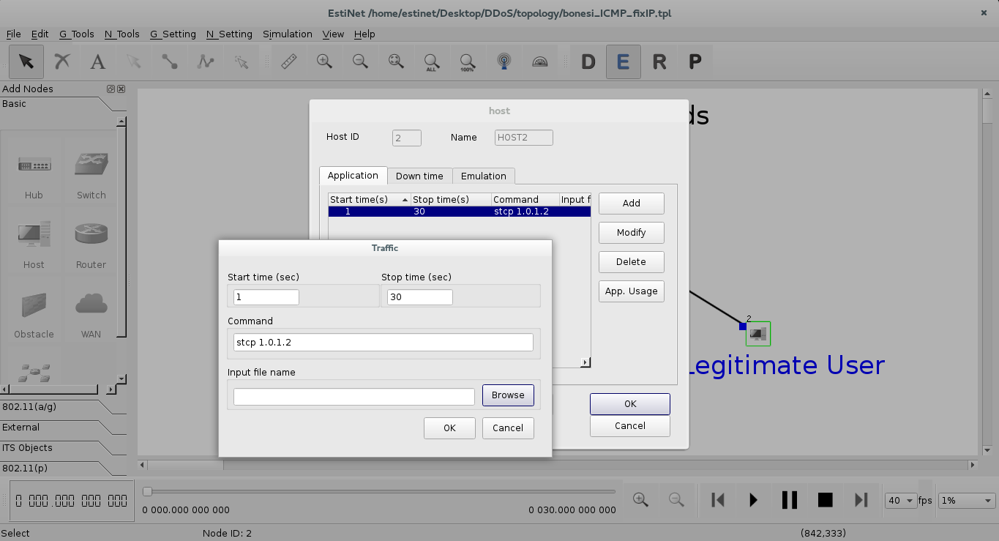 EstiNet /home/estinet/Desktop/DDoS/topology/bonesi_ICMP_fixIP.tpl
File Edit G_Tools N_Tools G_Setting N_Setting Simulation View Help
A ALL 100% D E R P
Add Nodes
Basic
Hub Switch
Host Router
Obstacle WAN
802.11(a/g)
External
ITS Objects
802.11(p)
ds
host
Host ID 2 Name HOST2
Application Down time Emulation
Start time(s) Stop time(s) Command Input f
1 30 stcp 1.0.1.2
Add
Modify
Delete
App. Usage
OK
Cancel
Traffic
Start time (sec) Stop time (sec)
1 30
Command
stcp 1.0.1.2
Input file name
Browse
OK Cancel
2
Legitimate User
0 000.000 000 000
0 000.000 000 000 0 030.000 000 000
40 fps 1%
Select Node ID: 2 (842,333)